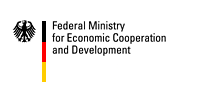 Federal Ministry
for Economic Cooperation
and Development